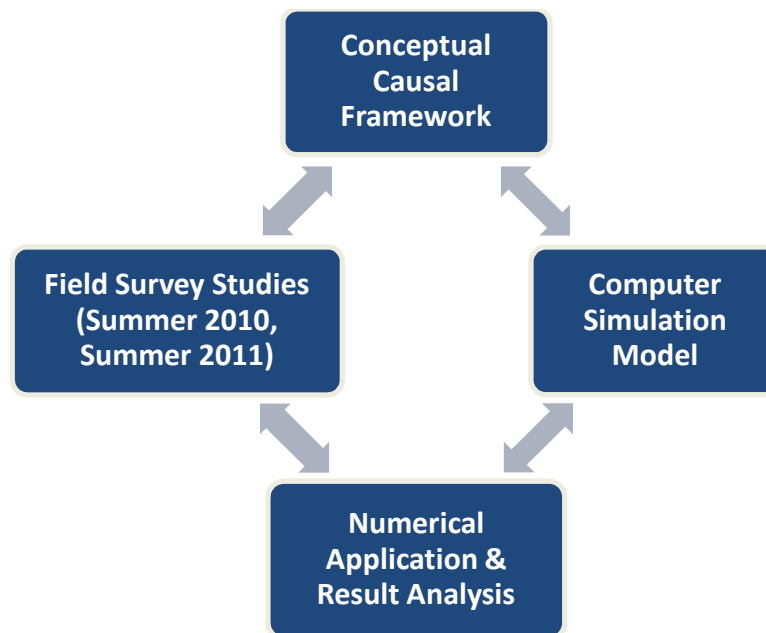 Conceptual
Causal
Framework
Field Survey Studies
(Summer 2010,
Summer 2011)
Computer
Simulation
Model
Numerical
Application &
Result Analysis